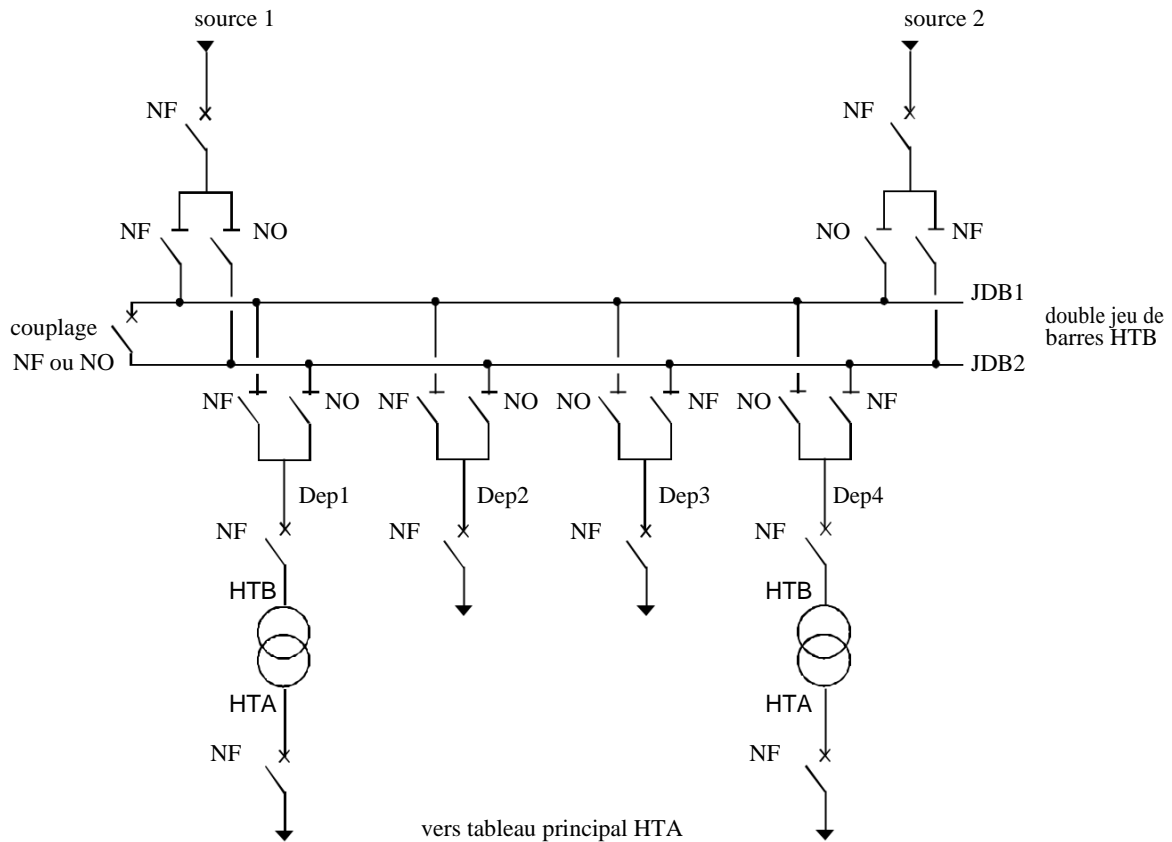 source 1
source 2
NF
NF
NF
NO
NO
NF
JDB1
couplage
double jeu de
barres HTB
NF ou NO
JDB2
NF
NO
NF
NO
NO
NF
NO
NF
Dep1
Dep2
Dep3
Dep4
NF
NF
NF
NF
HTB
HTB
HTA
HTA
NF
NF
vers tableau principal HTA